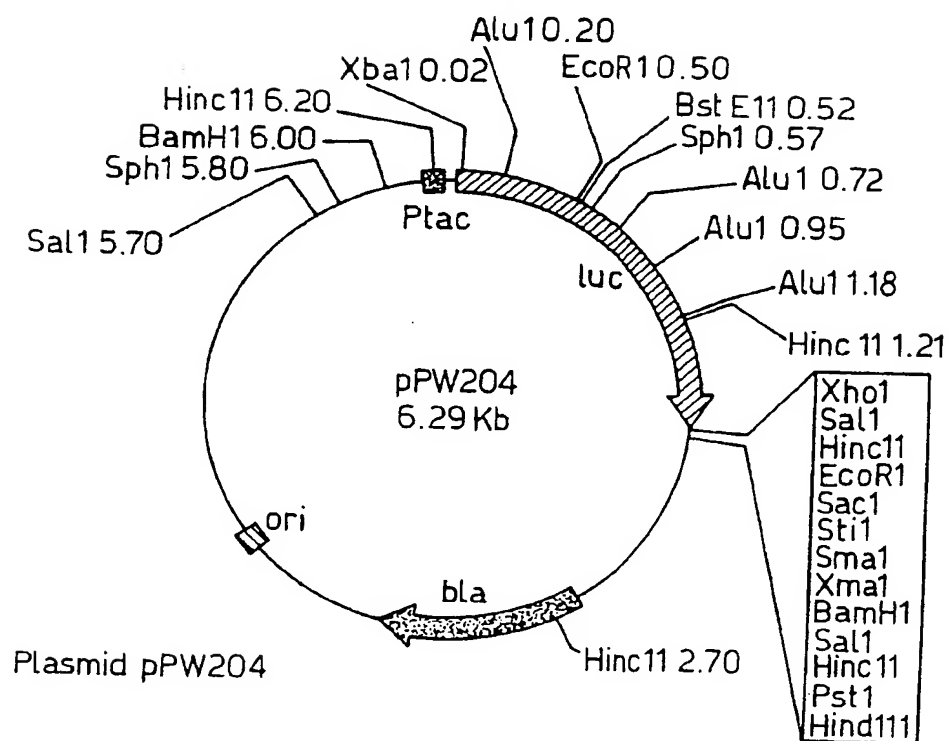 Alu1 0.20
Xba1 0.02
EcoR1 0.50
Hinc11 6.20
Bst E11 0.52
BamH1 6.00
Sph1 0.57
Sph1 5.80
Alu1 0.72
Ptac
Sal1 5.70
Alu1 0.95
luc
Alu1 1.18
Hinc 11 1.21
pPW204
6.29 Kb
Xho1
Sal1
Hinc11
EcoR1
Sac1
Sti1
Sma1
Xma1
BamH1
Sal1
Hinc11
Pst1
Hind111
ori
bla
Hinc11 2.70
Plasmid pPW204